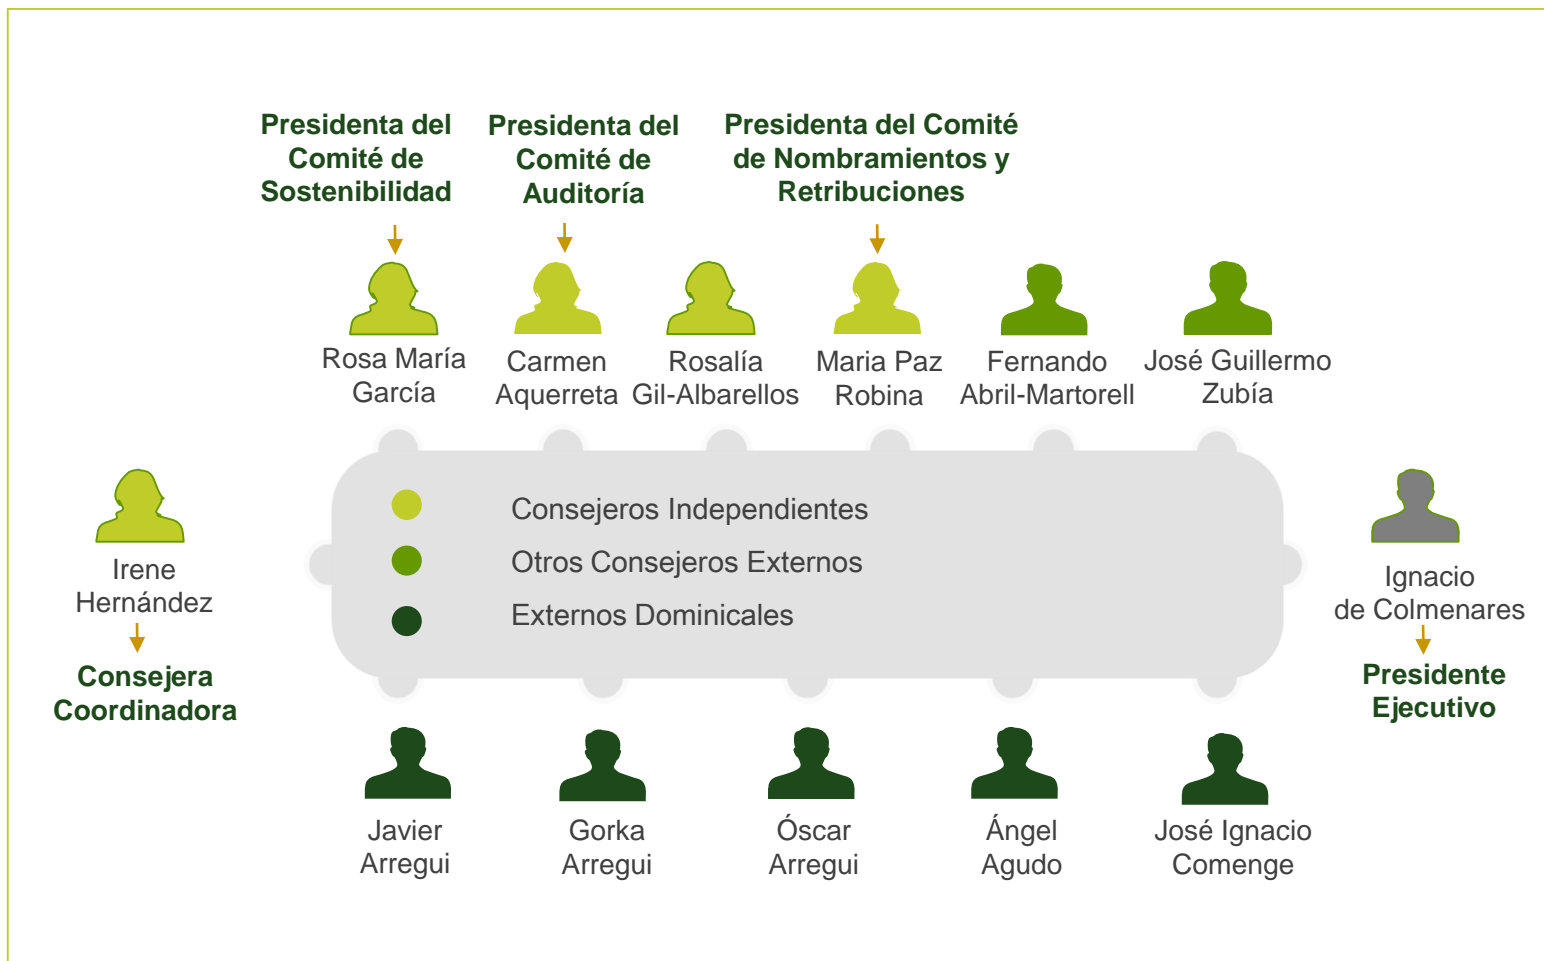 Presidenta del
Comité de
Sostenibilidad
Presidenta del
Comité de
Auditoría
Presidenta del Comité
de Nombramientos y
Retribuciones
Rosa María
García
Carmen
Aquerreta
Rosalía
Gil-Albarellos
Maria Paz
Robina
Fernando
Abril-Martorell
José Guillermo
Zubía
Irene
Hernández
Consejera
Coordinadora
Consejeros Independientes
Otros Consejeros Externos
Externos Dominicales
Ignacio
de Colmenares
Presidente
Ejecutivo
Javier
Arregui
Gorka
Arregui
Óscar
Arregui
Ángel
Agudo
José Ignacio
Comenge